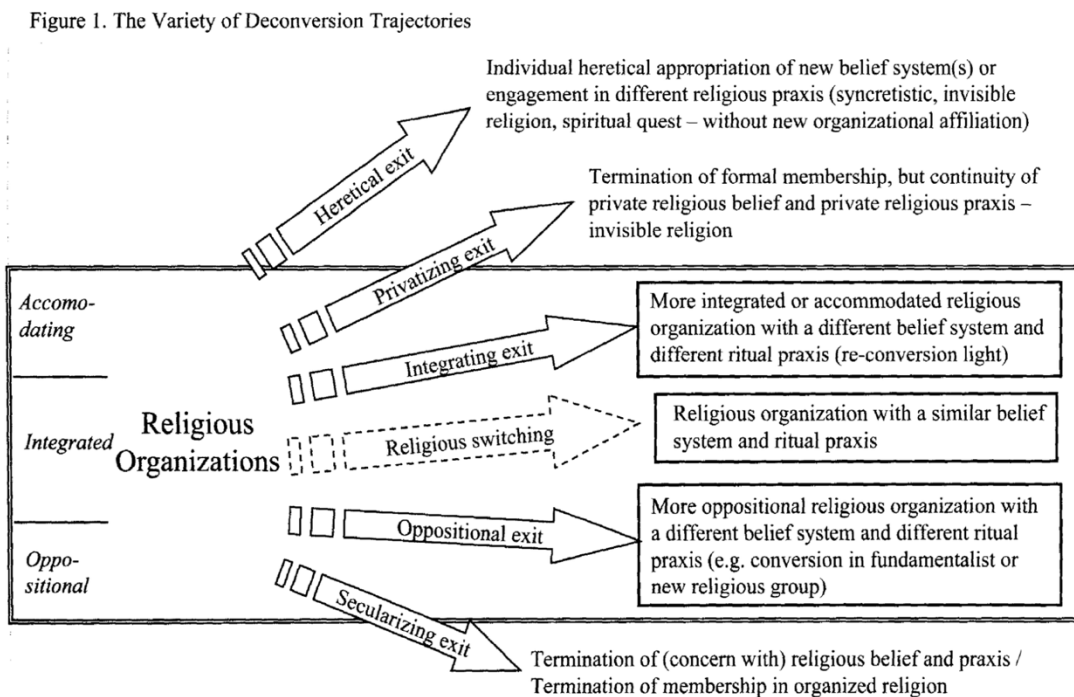 Figure 1. The Variety of Deconversion Trajectories
Individual heretical appropriation of new belief system(s) or
engagement in different religious praxis (syncretistic, invisible
religion, spiritual quest – without new organizational affiliation)
Heretical exit
Termination of formal membership, but continuity of
private religious belief and private religious praxis –
invisible religion
Privatizing exit
Accomo-
dating
Integrated
Oppo-
sitional
Religious
Organizations
Integrating exit
More integrated or accommodated religious
organization with a different belief system and
different ritual praxis (re-conversion light)
Religious switching
Religious organization with a similar belief
system and ritual praxis
Oppositional exit
More oppositional religious organization with
a different belief system and different ritual
praxis (e.g. conversion in fundamentalist or
new religious group)
Secularizing exit
Termination of (concern with) religious belief and praxis /
Termination of membership in organized religion